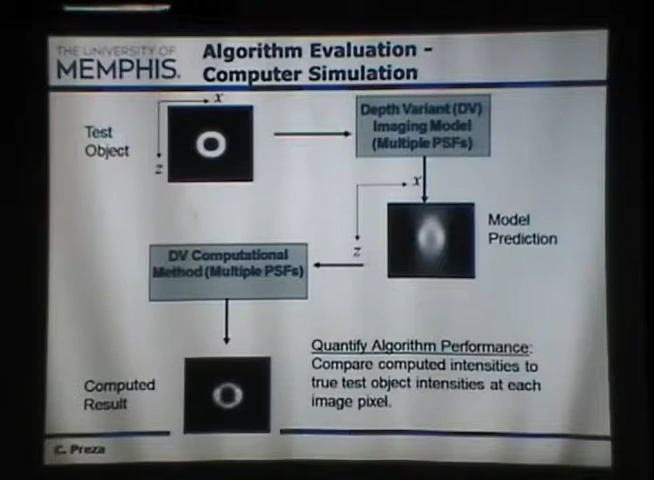 THE UNIVERSITY OF
MEMPHIS.
Algorithm Evaluation -
Computer Simulation
Test
Object
x
z
Depth Variant (DV)
Imaging Model
(Multiple PSFs)
x
z
Model
Prediction
DV Computational
Method (Multiple PSFs)
Computed
Result
Quantify Algorithm Performance:
Compare computed intensities to
true test object intensities at each
image pixel.
C. Preza